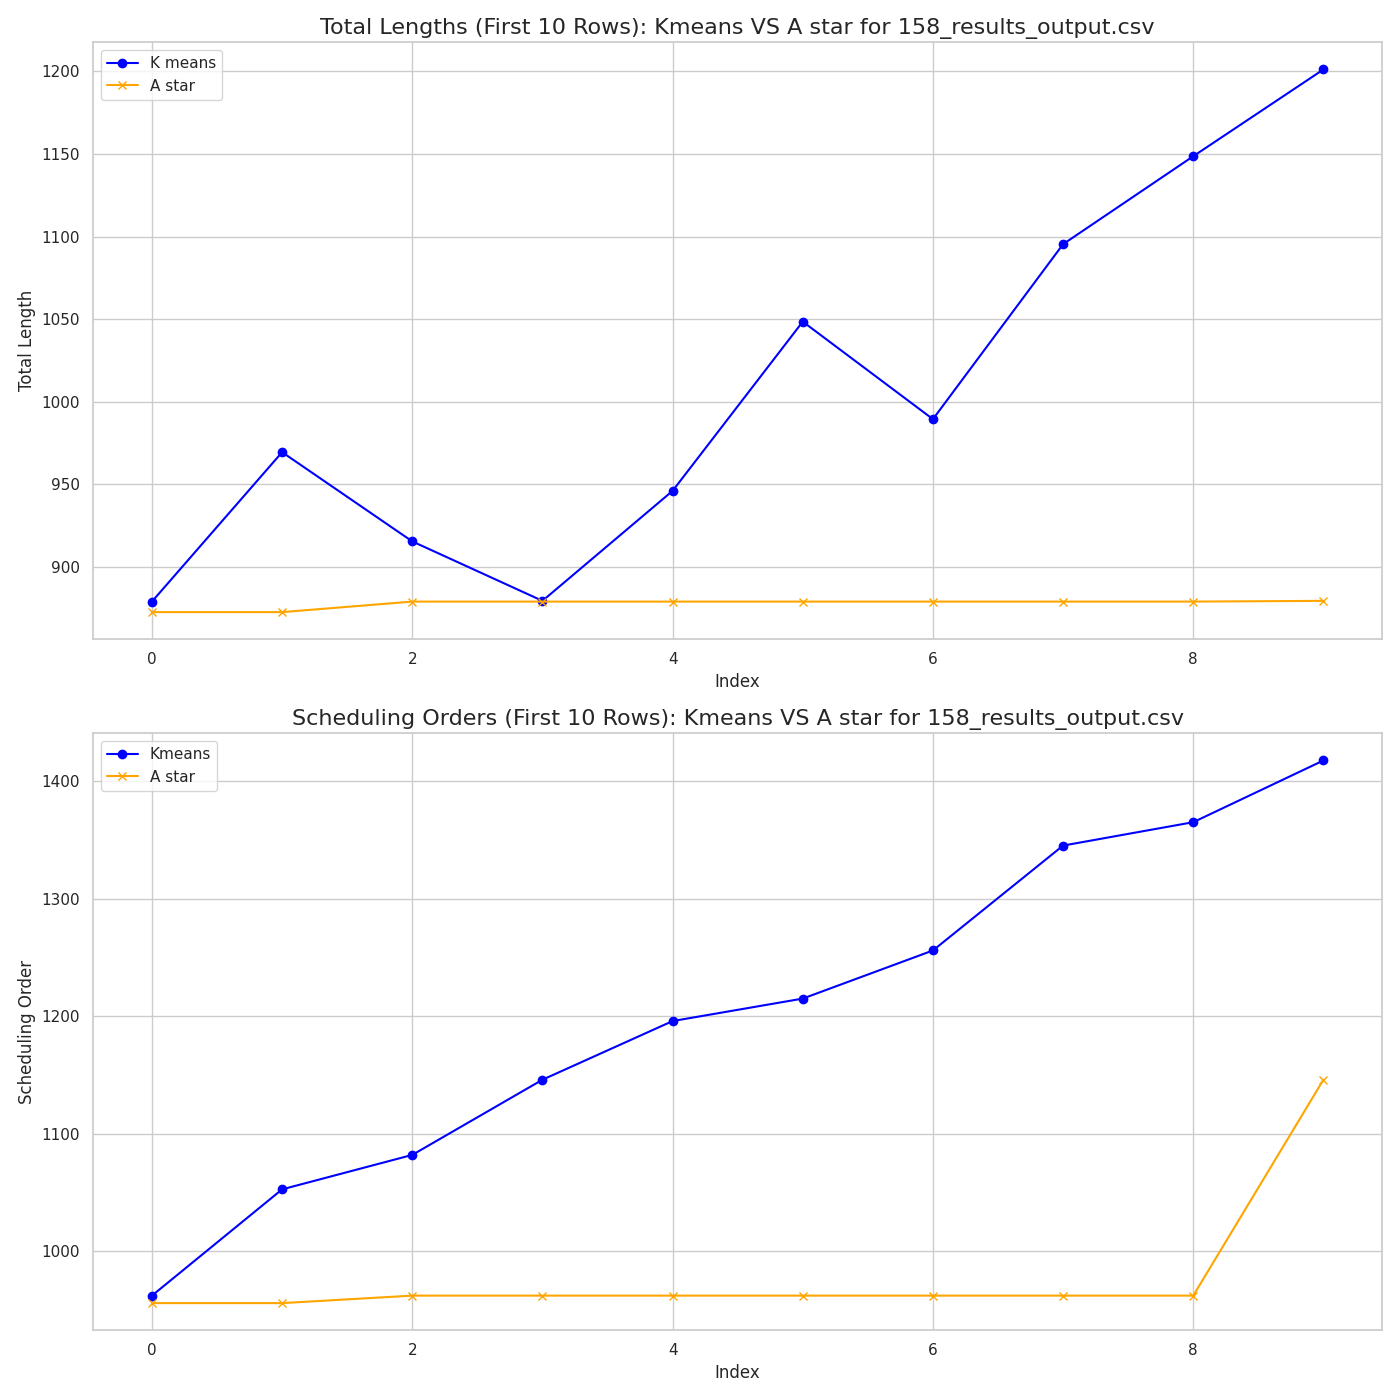 Total Lengths (First 10 Rows): Kmeans VS A star for 158_results_output.csv
K means
A star
1200
1150
1100
1050
1000
950
900
Total Length
0 2 4 6 8
Index
Scheduling Orders (First 10 Rows): Kmeans VS A star for 158_results_output.csv
Kmeans
A star
1400
1300
1200
1100
1000
Scheduling Order
0 2 4 6 8
Index